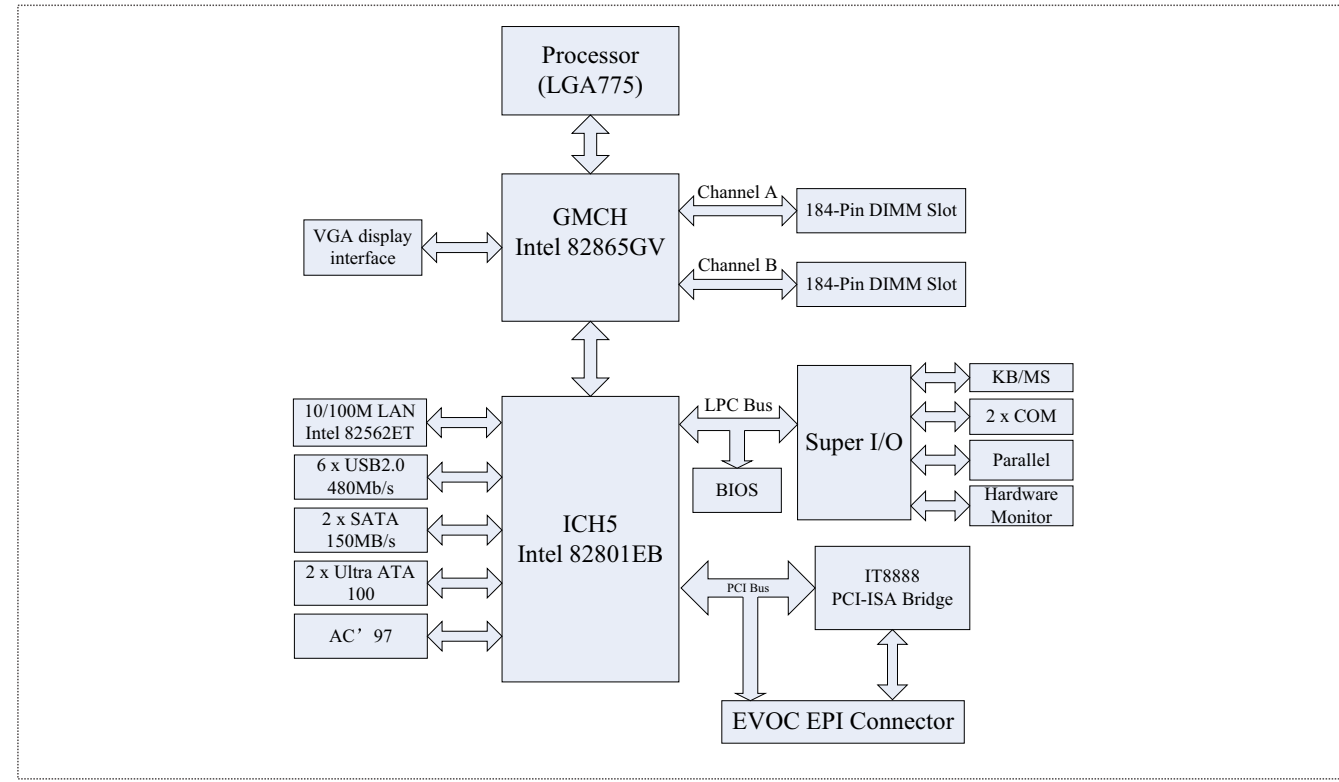 Processor
(LGA775)
GMCH
Intel 82865GV
VGA display
interface
Channel A
184-Pin DIMM Slot
Channel B
184-Pin DIMM Slot
10/100M LAN
Intel 82562ET
6 x USB2.0
480Mb/s
2 x SATA
150MB/s
2 x Ultra ATA
100
AC’97
ICH5
Intel 82801EB
LPC Bus
BIOS
Super I/O
KB/MS
2 x COM
Parallel
Hardware
Monitor
PCI Bus
IT8888
PCI-ISA Bridge
EVOC EPI Connector